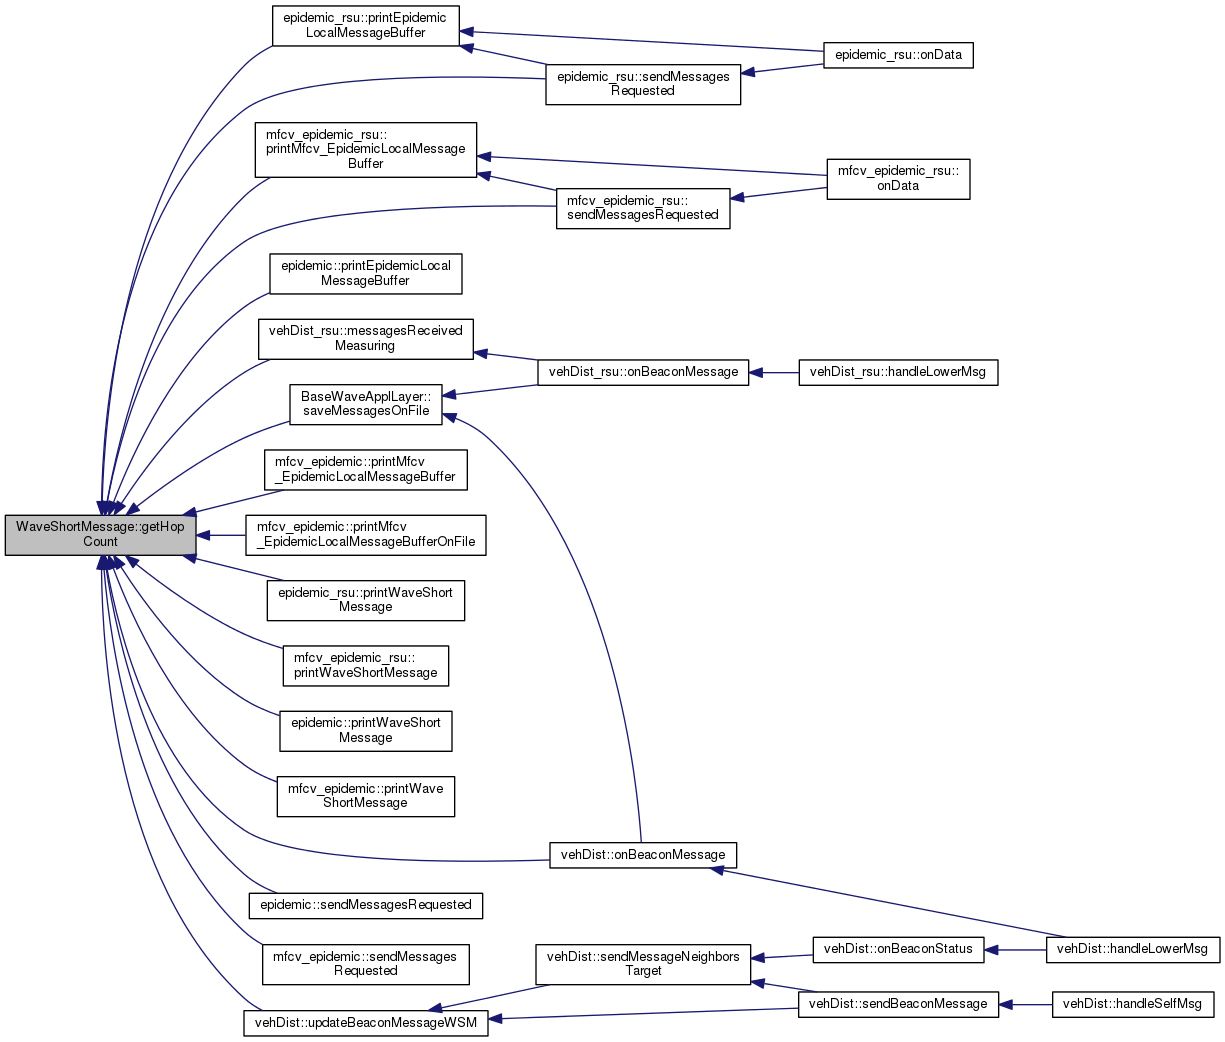 epidemic_rsu::printEpidemic
LocalMessageBuffer
epidemic_rsu::onData
epidemic_rsu::sendMessages
Requested
mfcv_epidemic_rsu::
printMfcv_EpidemicLocalMessage
Buffer
mfcv_epidemic_rsu::
onData
mfcv_epidemic_rsu::
sendMessagesRequested
epidemic::printEpidemicLocal
MessageBuffer
vehDist_rsu::messagesReceived
Measuring
vehDist_rsu::onBeaconMessage
vehDist_rsu::handleLowerMsg
BaseWaveApplLayer::
saveMessagesOnFile
mfcv_epidemic::printMfcv
_EpidemicLocalMessageBuffer
WaveShortMessage::getHop
Count
mfcv_epidemic::printMfcv
_EpidemicLocalMessageBufferOnFile
epidemic_rsu::printWaveShort
Message
mfcv_epidemic_rsu::
printWaveShortMessage
epidemic::printWaveShort
Message
mfcv_epidemic::printWave
ShortMessage
vehDist::onBeaconMessage
epidemic::sendMessagesRequested
mfcv_epidemic::sendMessages
Requested
vehDist::sendMessageNeighbors
Target
vehDist::onBeaconStatus
vehDist::handleLowerMsg
vehDist::sendBeaconMessage
vehDist::handleSelfMsg
vehDist::updateBeaconMessageWSM